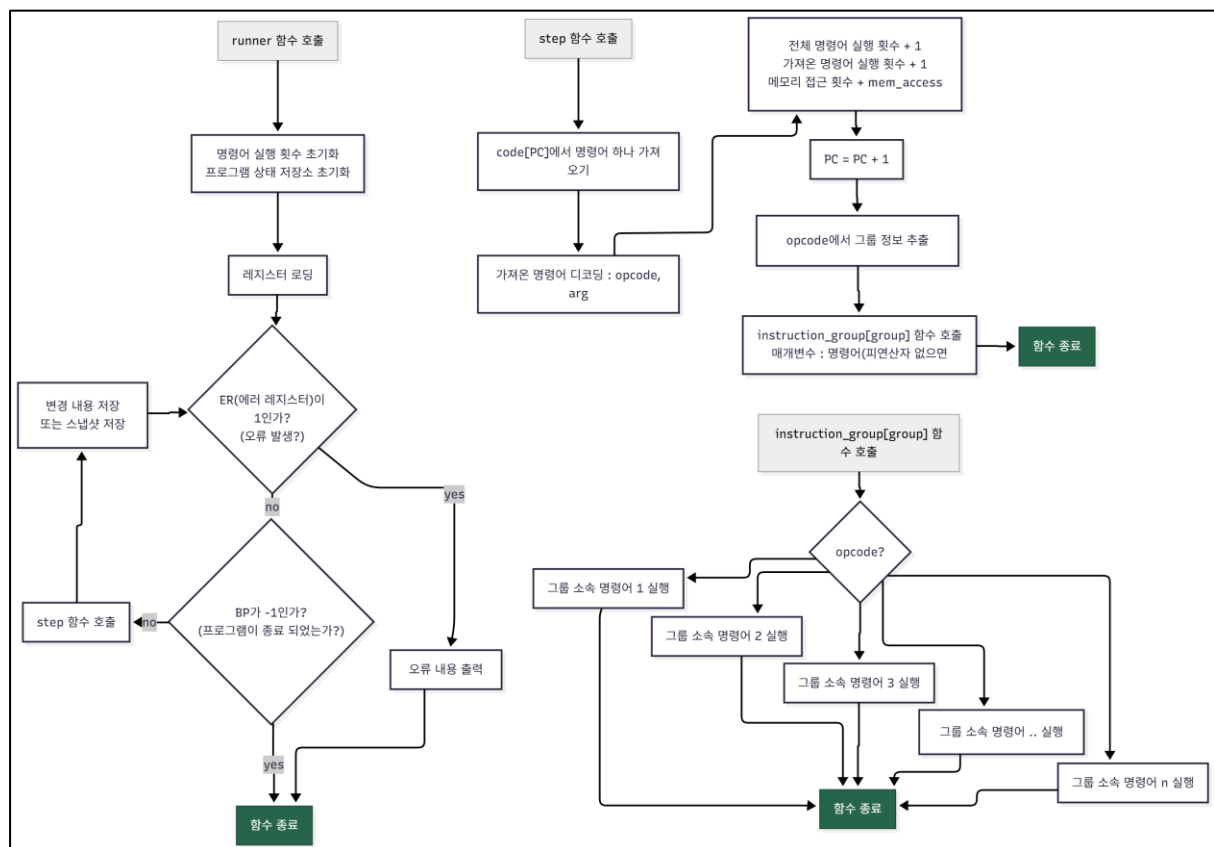 runner 함수 호출
명령어 실행 횟수 초기화
프로그램 상태 저장소 초기화
레지스터 로딩
ER(에러 레지스터)이
1인가?
(오류 발생?)
변경 내용 저장
또는 스냅샷 저장
no
yes
BP가 -1인가?
(프로그램이 종료 되었는가?)
no
step 함수 호출
오류 내용 출력
yes
함수 종료
step 함수 호출
code[PC]에서 명령어 하나 가져
오기
가져온 명령어 디코딩 : opcode,
arg
전체 명령어 실행 횟수 + 1
가져온 명령어 실행 횟수 + 1
메모리 접근 횟수 + mem_access
PC = PC + 1
opcode에서 그룹 정보 추출
instruction_group[group] 함수 호출
매개변수 : 명령어(피연산자 없으면
함수 종료
instruction_group[group] 함
수 호출
opcode?
그룹 소속 명령어 1 실행
그룹 소속 명령어 2 실행
그룹 소속 명령어 3 실행
그룹 소속 명령어 .. 실행
그룹 소속 명령어 n 실행
함수 종료